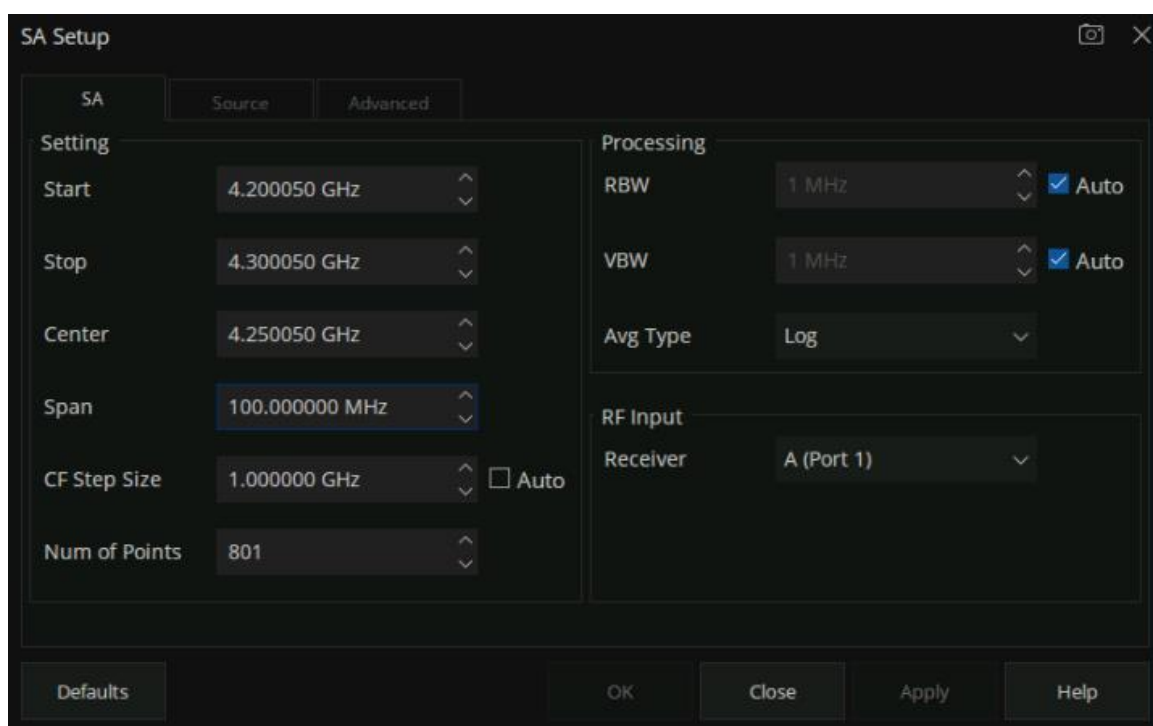 SA Setup
SA
Source
Advanced
Setting
Start
4.200050 GHz
Stop
4.300050 GHz
Center
4.250050 GHz
Span
100.000000 MHz
CF Step Size
1.000000 GHz
Auto
Num of Points
801
Processing
RBW
1 MHz
Auto
VBW
1 MHz
Auto
Avg Type
Log
RF Input
Receiver
A (Port 1)
Defaults
OK
Close
Apply
Help